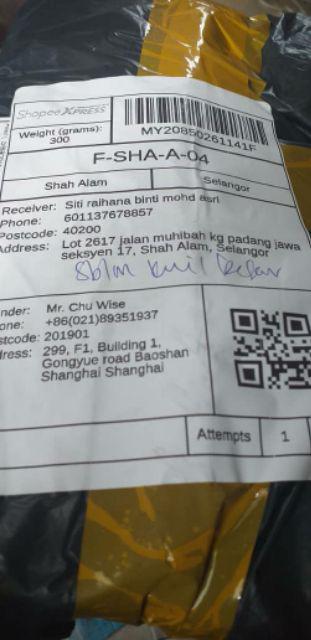 Shopee XPRESS
Weight (grams):
300
MY20850261141F
F-SHA-A-04
Shah Alam
Selangor
Receiver: Siti raihana binti mohd asri
Phone: 601137678857
Postcode: 40200
Address: Lot 2617 jalan muhibah kg padang jawa
seksyen 17, Shah Alam, Selangor
Sblm kuil besar
nder: Mr. Chu Wise
one: +86(021)89351937
stcode: 201901
ress: 299, F1, Building 1,
Gongyue road Baoshan
Shanghai Shanghai
Attempts 1